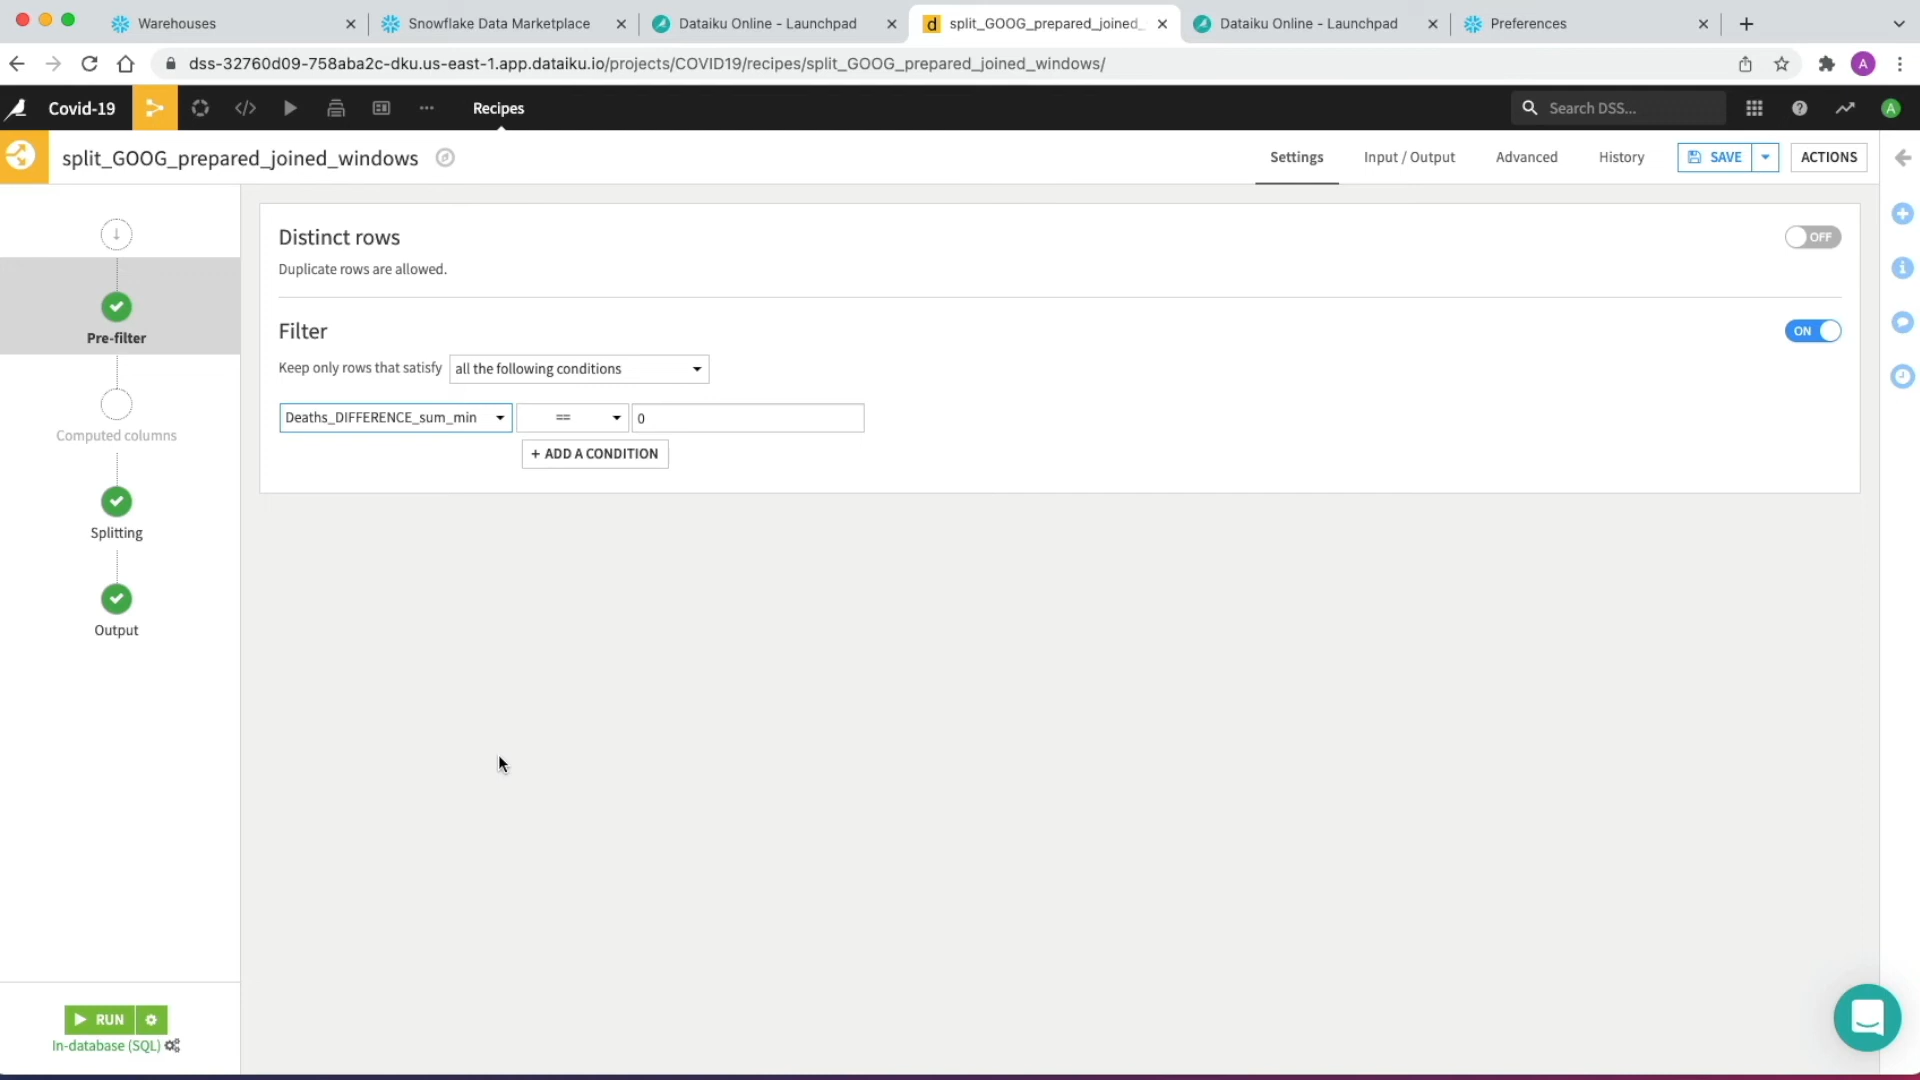 Warehouses
Snowflake Data Marketplace
Dataiku Online - Launchpad
split_GOOG_prepared_joined_
Dataiku Online - Launchpad
Preferences
dss-32760d09-758aba2c-dku.us-east-1.app.dataiku.io/projects/COVID19/recipes/split_GOOG_prepared_joined_windows/
A
Covid-19
Recipes
Search DSS...
A
split_GOOG_prepared_joined_windows
Settings
Input / Output
Advanced
History
SAVE
ACTIONS
Pre-filter
Computed columns
Splitting
Output
Distinct rows
OFF
Duplicate rows are allowed.
Filter
ON
Keep only rows that satisfy all the following conditions
Deaths_DIFFERENCE_sum_min == 0
+ ADD A CONDITION
RUN
In-database (SQL)